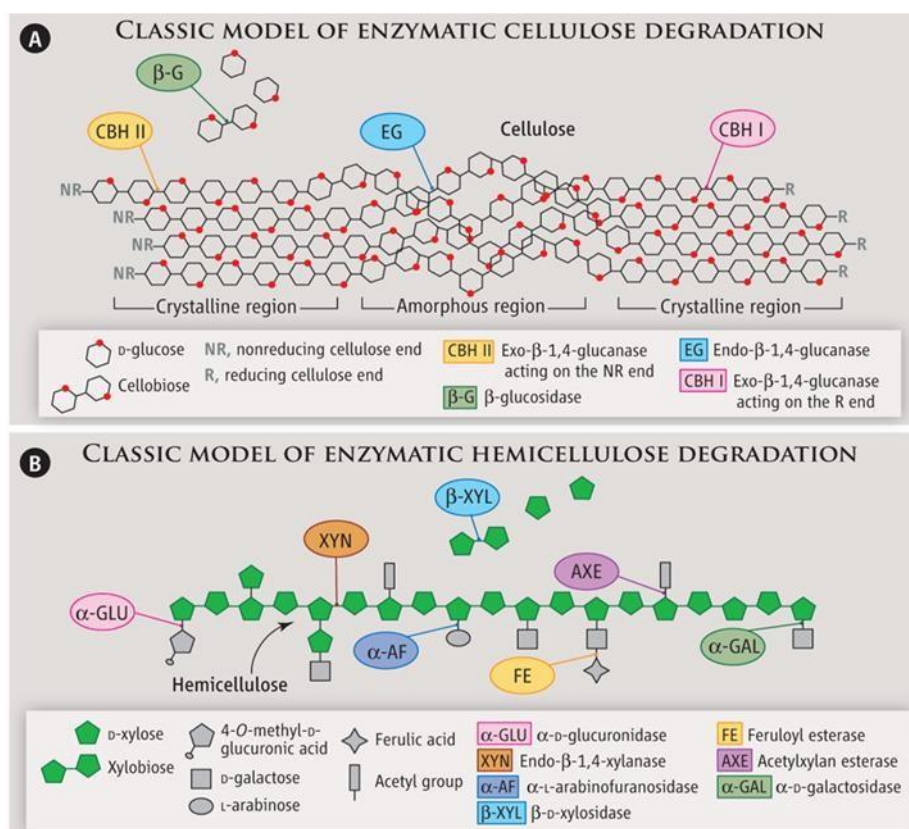 A
CLASSIC MODEL OF ENZYMATIC CELLULOSE DEGRADATION
β-G
CBH II
EG
Cellulose
CBH I
NR
R
NR
R
NR
R
NR
R
Crystalline region
Amorphous region
Crystalline region
D-glucose
Cellobiose
NR, nonreducing cellulose end
R, reducing cellulose end
CBH II Exo-β-1,4-glucanase
acting on the NR end
β-G β-glucosidase
EG Endo-β-1,4-glucanase
CBH I Exo-β-1,4-glucanase
acting on the R end
B
CLASSIC MODEL OF ENZYMATIC HEMICELLULOSE DEGRADATION
β-XYL
XYN
AXE
α-GLU
α-AF
α-GAL
FE
Hemicellulose
D-xylose
Xylobiose
4-O-methyl-D-
glucuronic acid
D-galactose
L-arabinose
Ferulic acid
Acetyl group
α-GLU α-D-glucuronidase
XYN Endo-β-1,4-xylanase
α-AF α-L-arabinofuranosidase
β-XYL β-D-xylosidase
FE Feruloyl esterase
AXE Acetylxylan esterase
α-GAL α-D-galactosidase